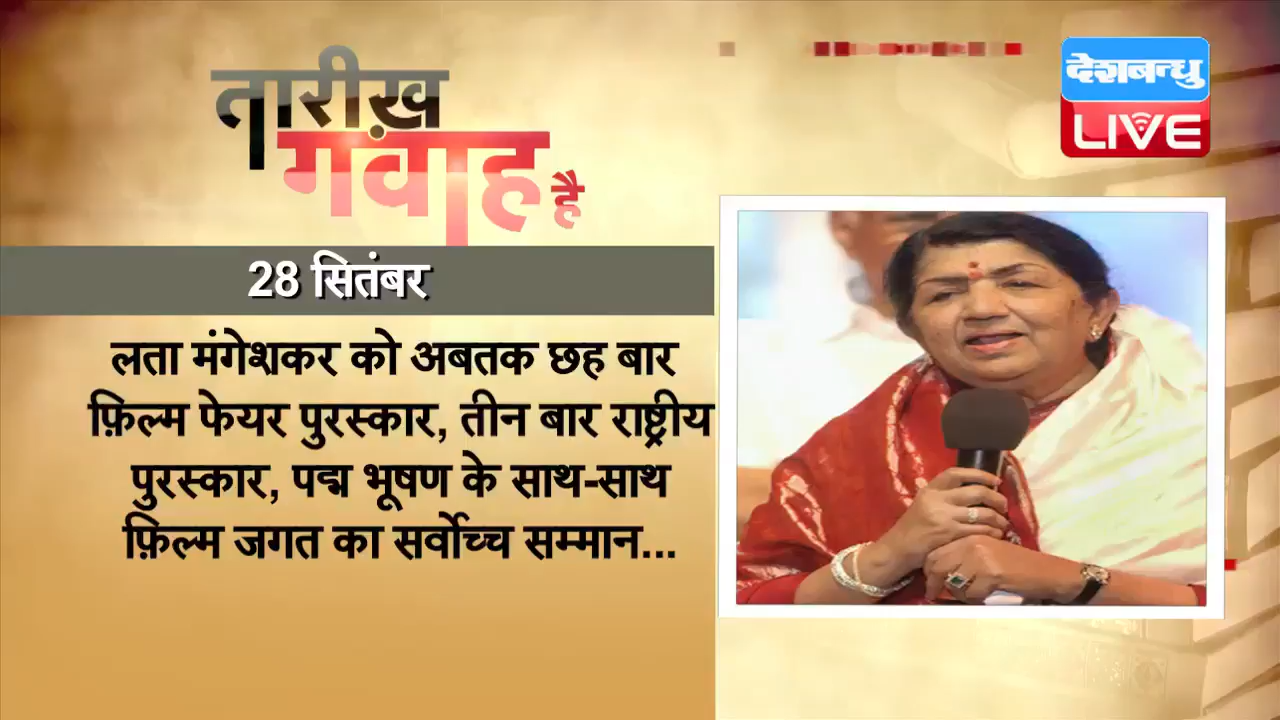 तारीख़
गवाह है
देशबन्धु
LIVE
28 सितंबर
लता मंगेशकर को अबतक छह बार
फ़िल्म फेयर पुरस्कार, तीन बार राष्ट्रीय
पुरस्कार, पद्म भूषण के साथ-साथ
फ़िल्म जगत का सर्वोच्च सम्मान...